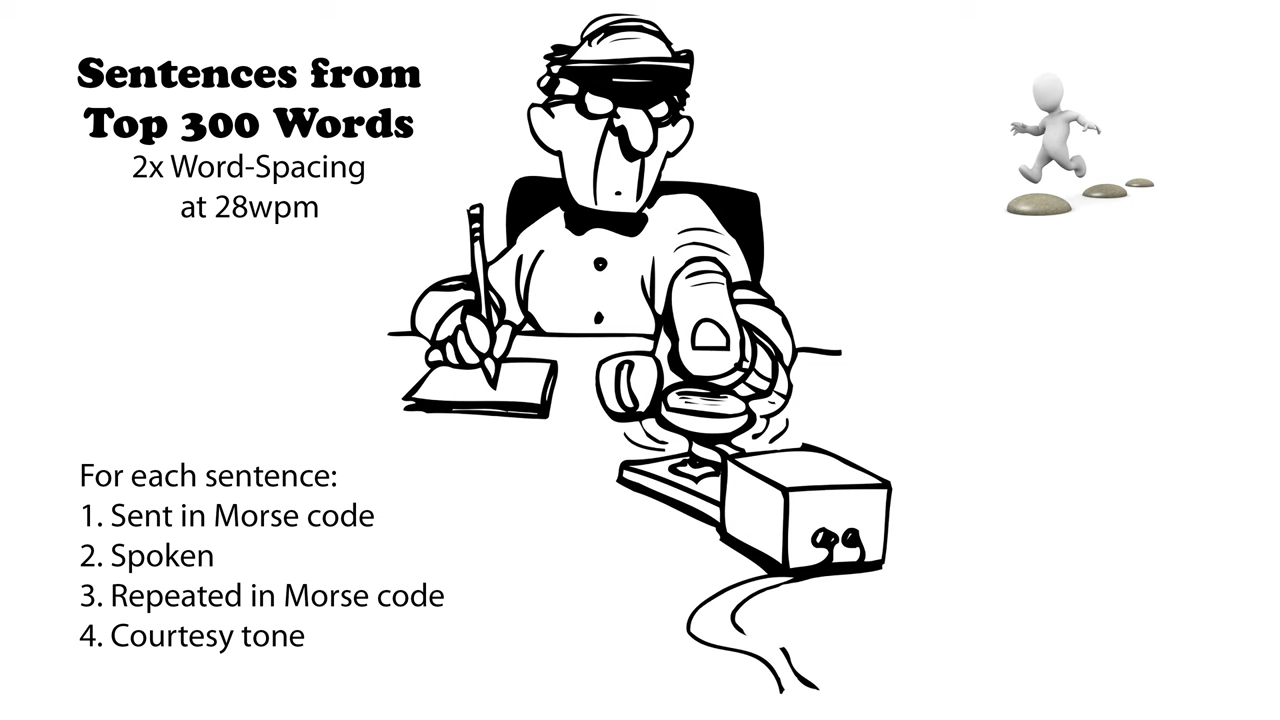 Sentences from
Top 300 Words
2x Word-Spacing
at 28wpm
For each sentence:
1. Sent in Morse code
2. Spoken
3. Repeated in Morse code
4. Courtesy tone